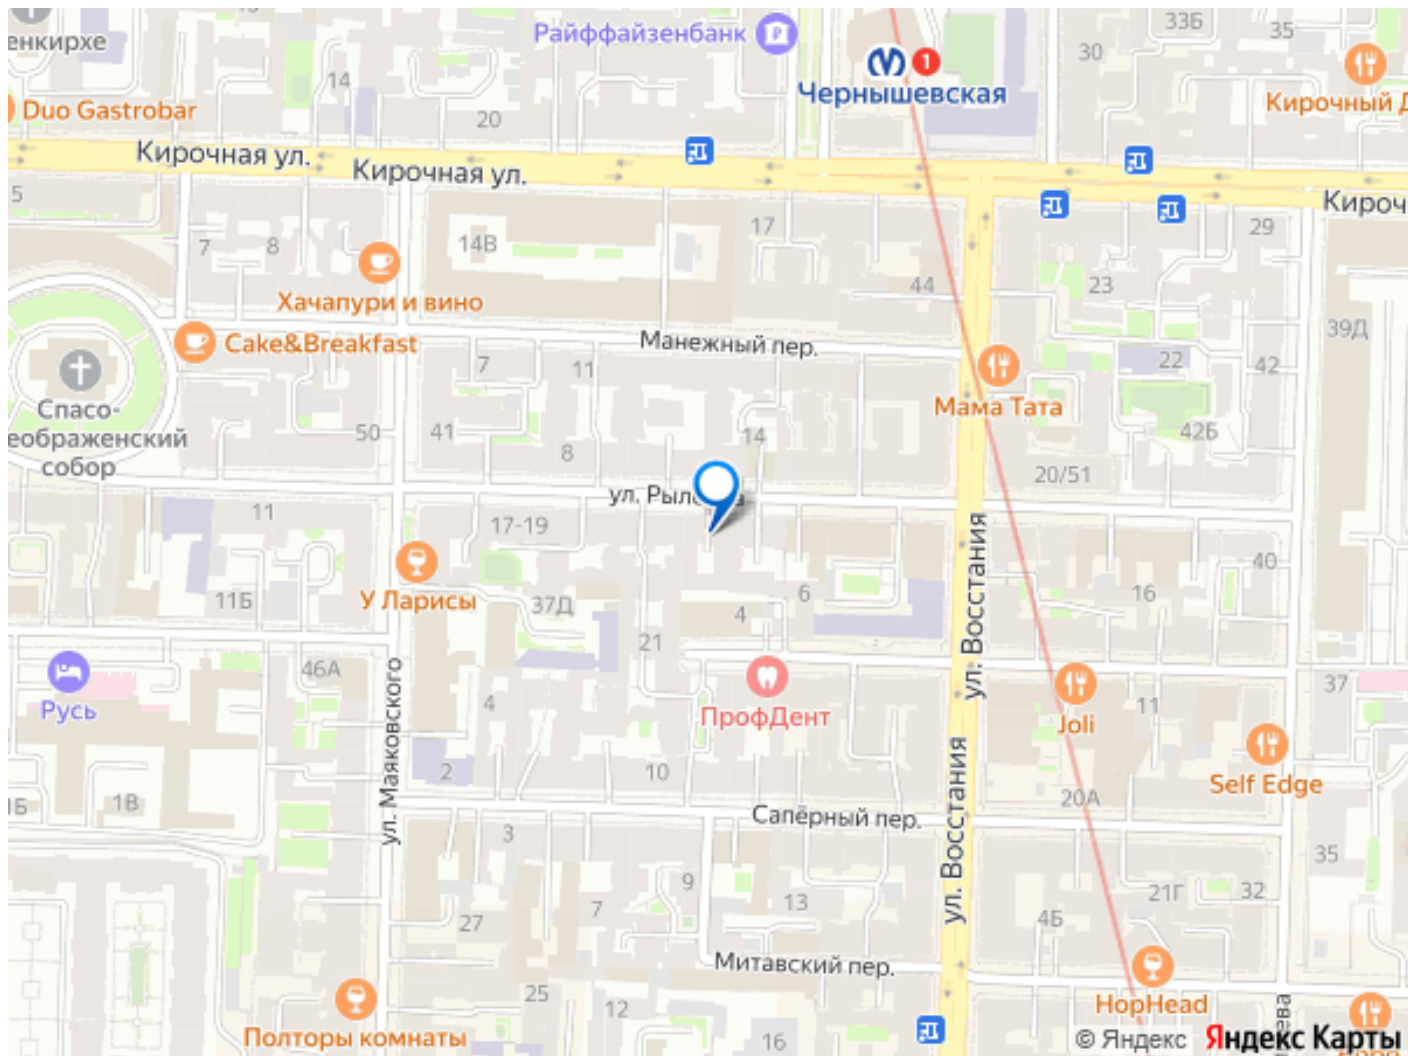 енкирхе
Duo Gastrobar
14
20
Райффайзенбанк
1
Чернышевская
30
33Б
35
Кирочная ул.
Кирочная ул.
5
7
8
14В
17
44
23
29
Хачапури и вино
Cake&Breakfast
Манежный пер.
39Д
Спасо-
еображенский
собор
7
11
22
42
Мама Тата
50
41
8
14
42Б
20/51
11
17-19
ул. Восстания
40
11Б
У Ларисы
37Д
4
6
16
21
46А
Русь
ул. Маяковского
4
ПрофДент
Joli
11
37
Self Edge
1В
2
10
20А
Сапёрный пер.
ул. Восстания
3
35
9
13
7
27
21Г
32
4Б
Митавский пер.
25
12
16
Полторы комнаты
HopHead
© Яндекс Яндекс Карты